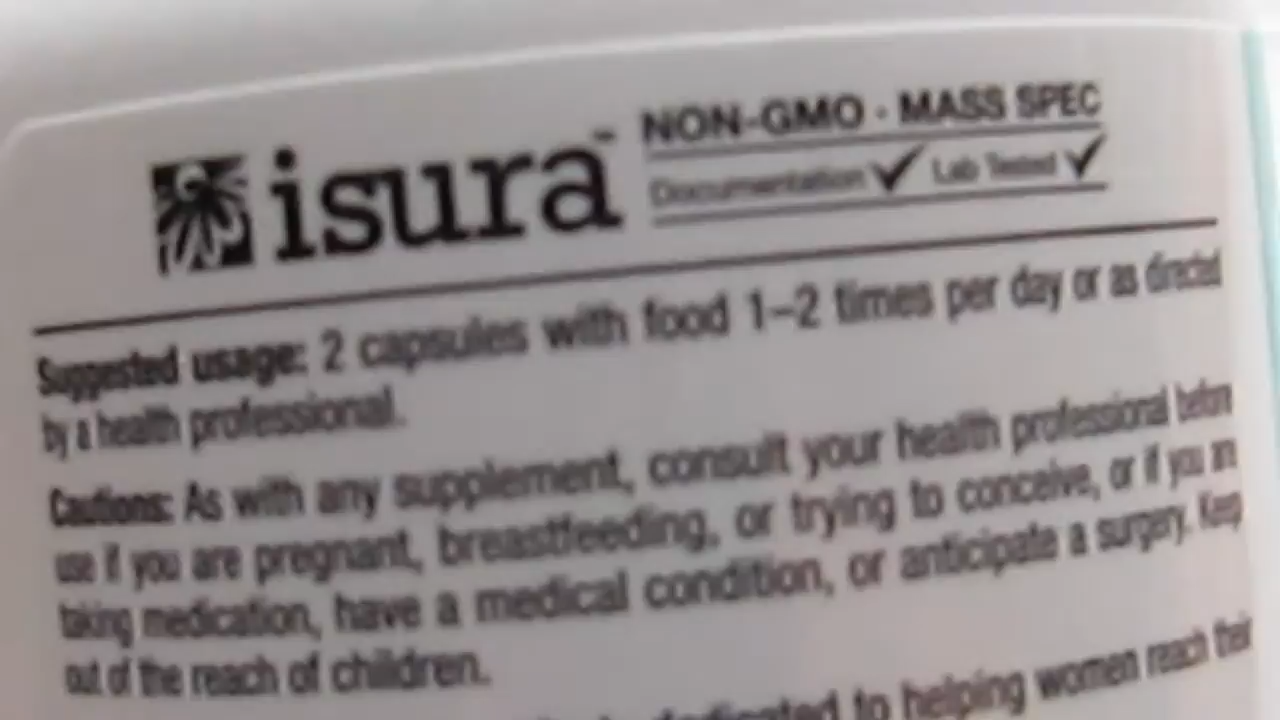 isura™
NON-GMO · MASS SPEC
Documentation ✓ Lab Tested ✓
Suggested usage: 2 capsules with food 1–2 times per day or as directed
by a health professional.
Cautions: As with any supplement, consult your health professional before
use if you are pregnant, breastfeeding, or trying to conceive, or if you are
taking medication, have a medical condition, or anticipate a surgery. Keep
out of the reach of children.
dedicated to helping women reach their